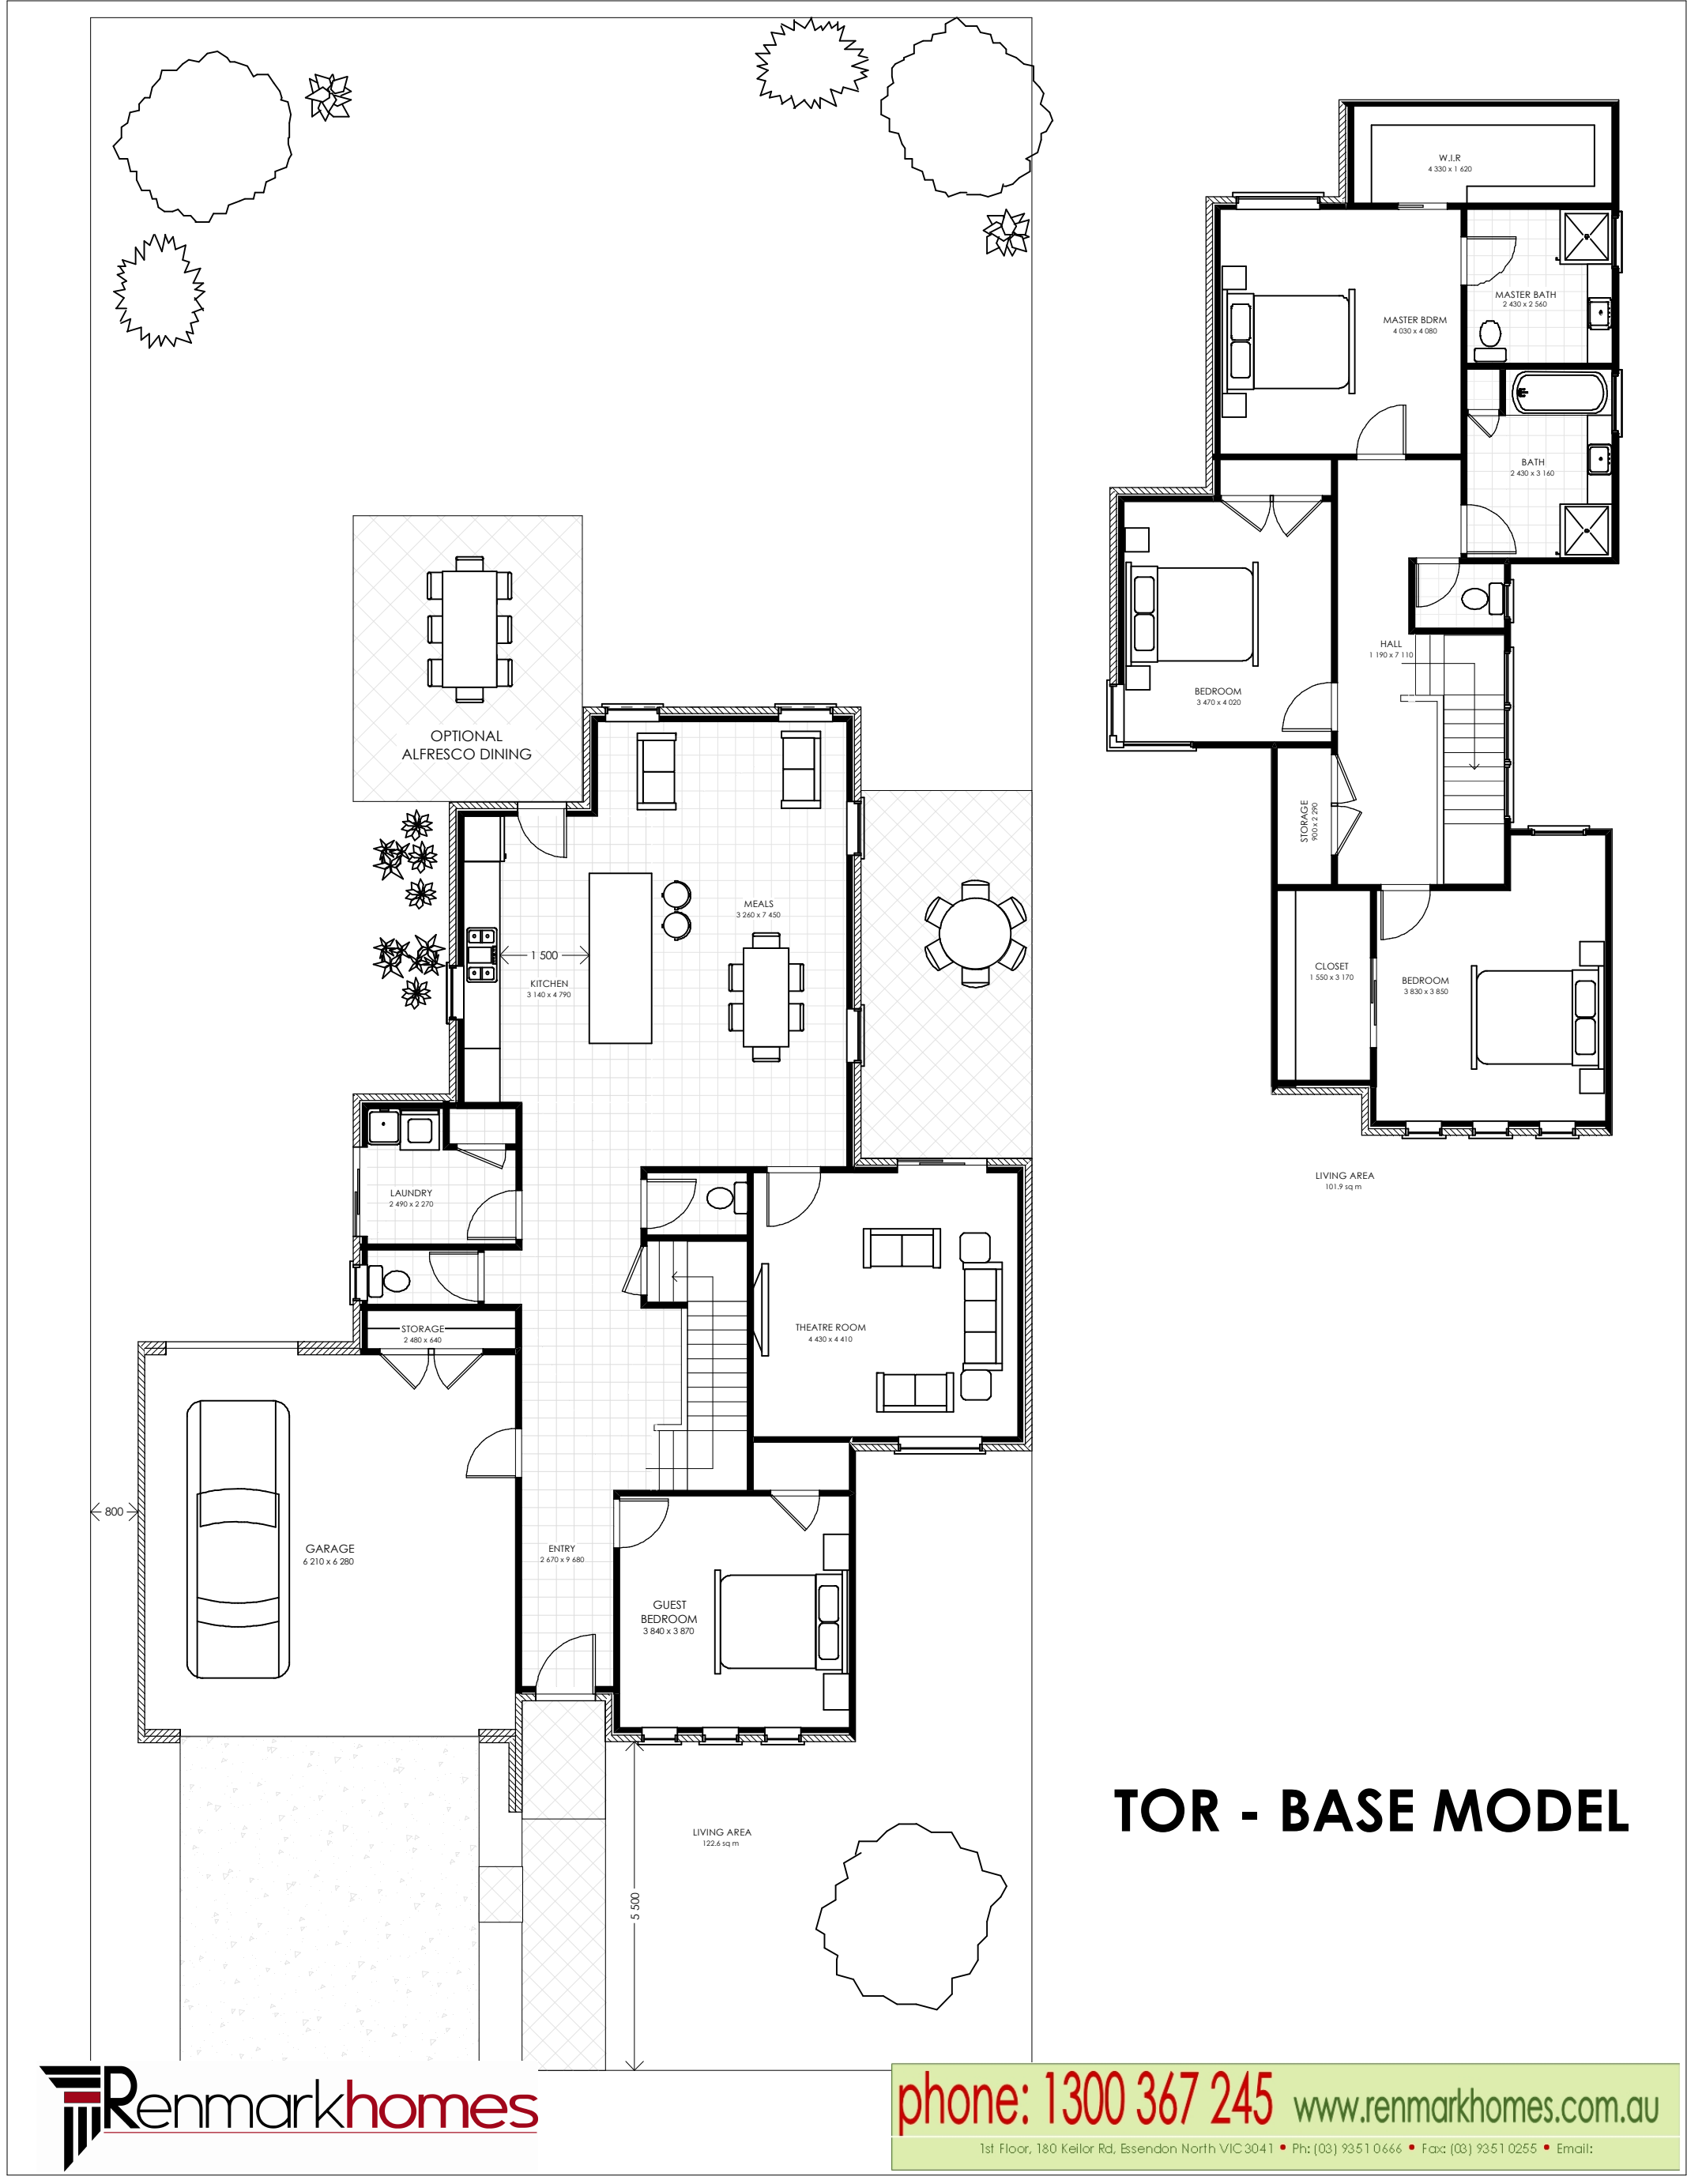 W.I.R
4 330 x 1 620
MASTER BATH
2 430 x 2 560
MASTER BDRM
4 030 x 4 080
BATH
2 430 x 3 160
HALL
1 190 x 7 110
BEDROOM
3 470 x 4 020
STORAGE
900 x 2 290
CLOSET
1 550 x 3 170
BEDROOM
3 830 x 3 850
LIVING AREA
101.9 sq m
OPTIONAL
ALFRESCO DINING
MEALS
3 260 x 7 450
1 500
KITCHEN
3 140 x 4 790
LAUNDRY
2 490 x 2 270
STORAGE
2 480 x 640
THEATRE ROOM
4 430 x 4 410
800
GARAGE
6 210 x 6 280
ENTRY
2 670 x 9 680
GUEST
BEDROOM
3 840 x 3 870
LIVING AREA
122.6 sq m
5 500
TOR - BASE MODEL
Renmarkhomes
phone: 1300 367 245 www.renmarkhomes.com.au
1st Floor, 180 Keilor Rd, Essendon North VIC 3041 • Ph: (03) 9351 0666 • Fax: (03) 9351 0255 • Email: